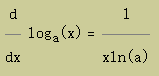 d/dx logₐ(x) = 1/(xln(a))